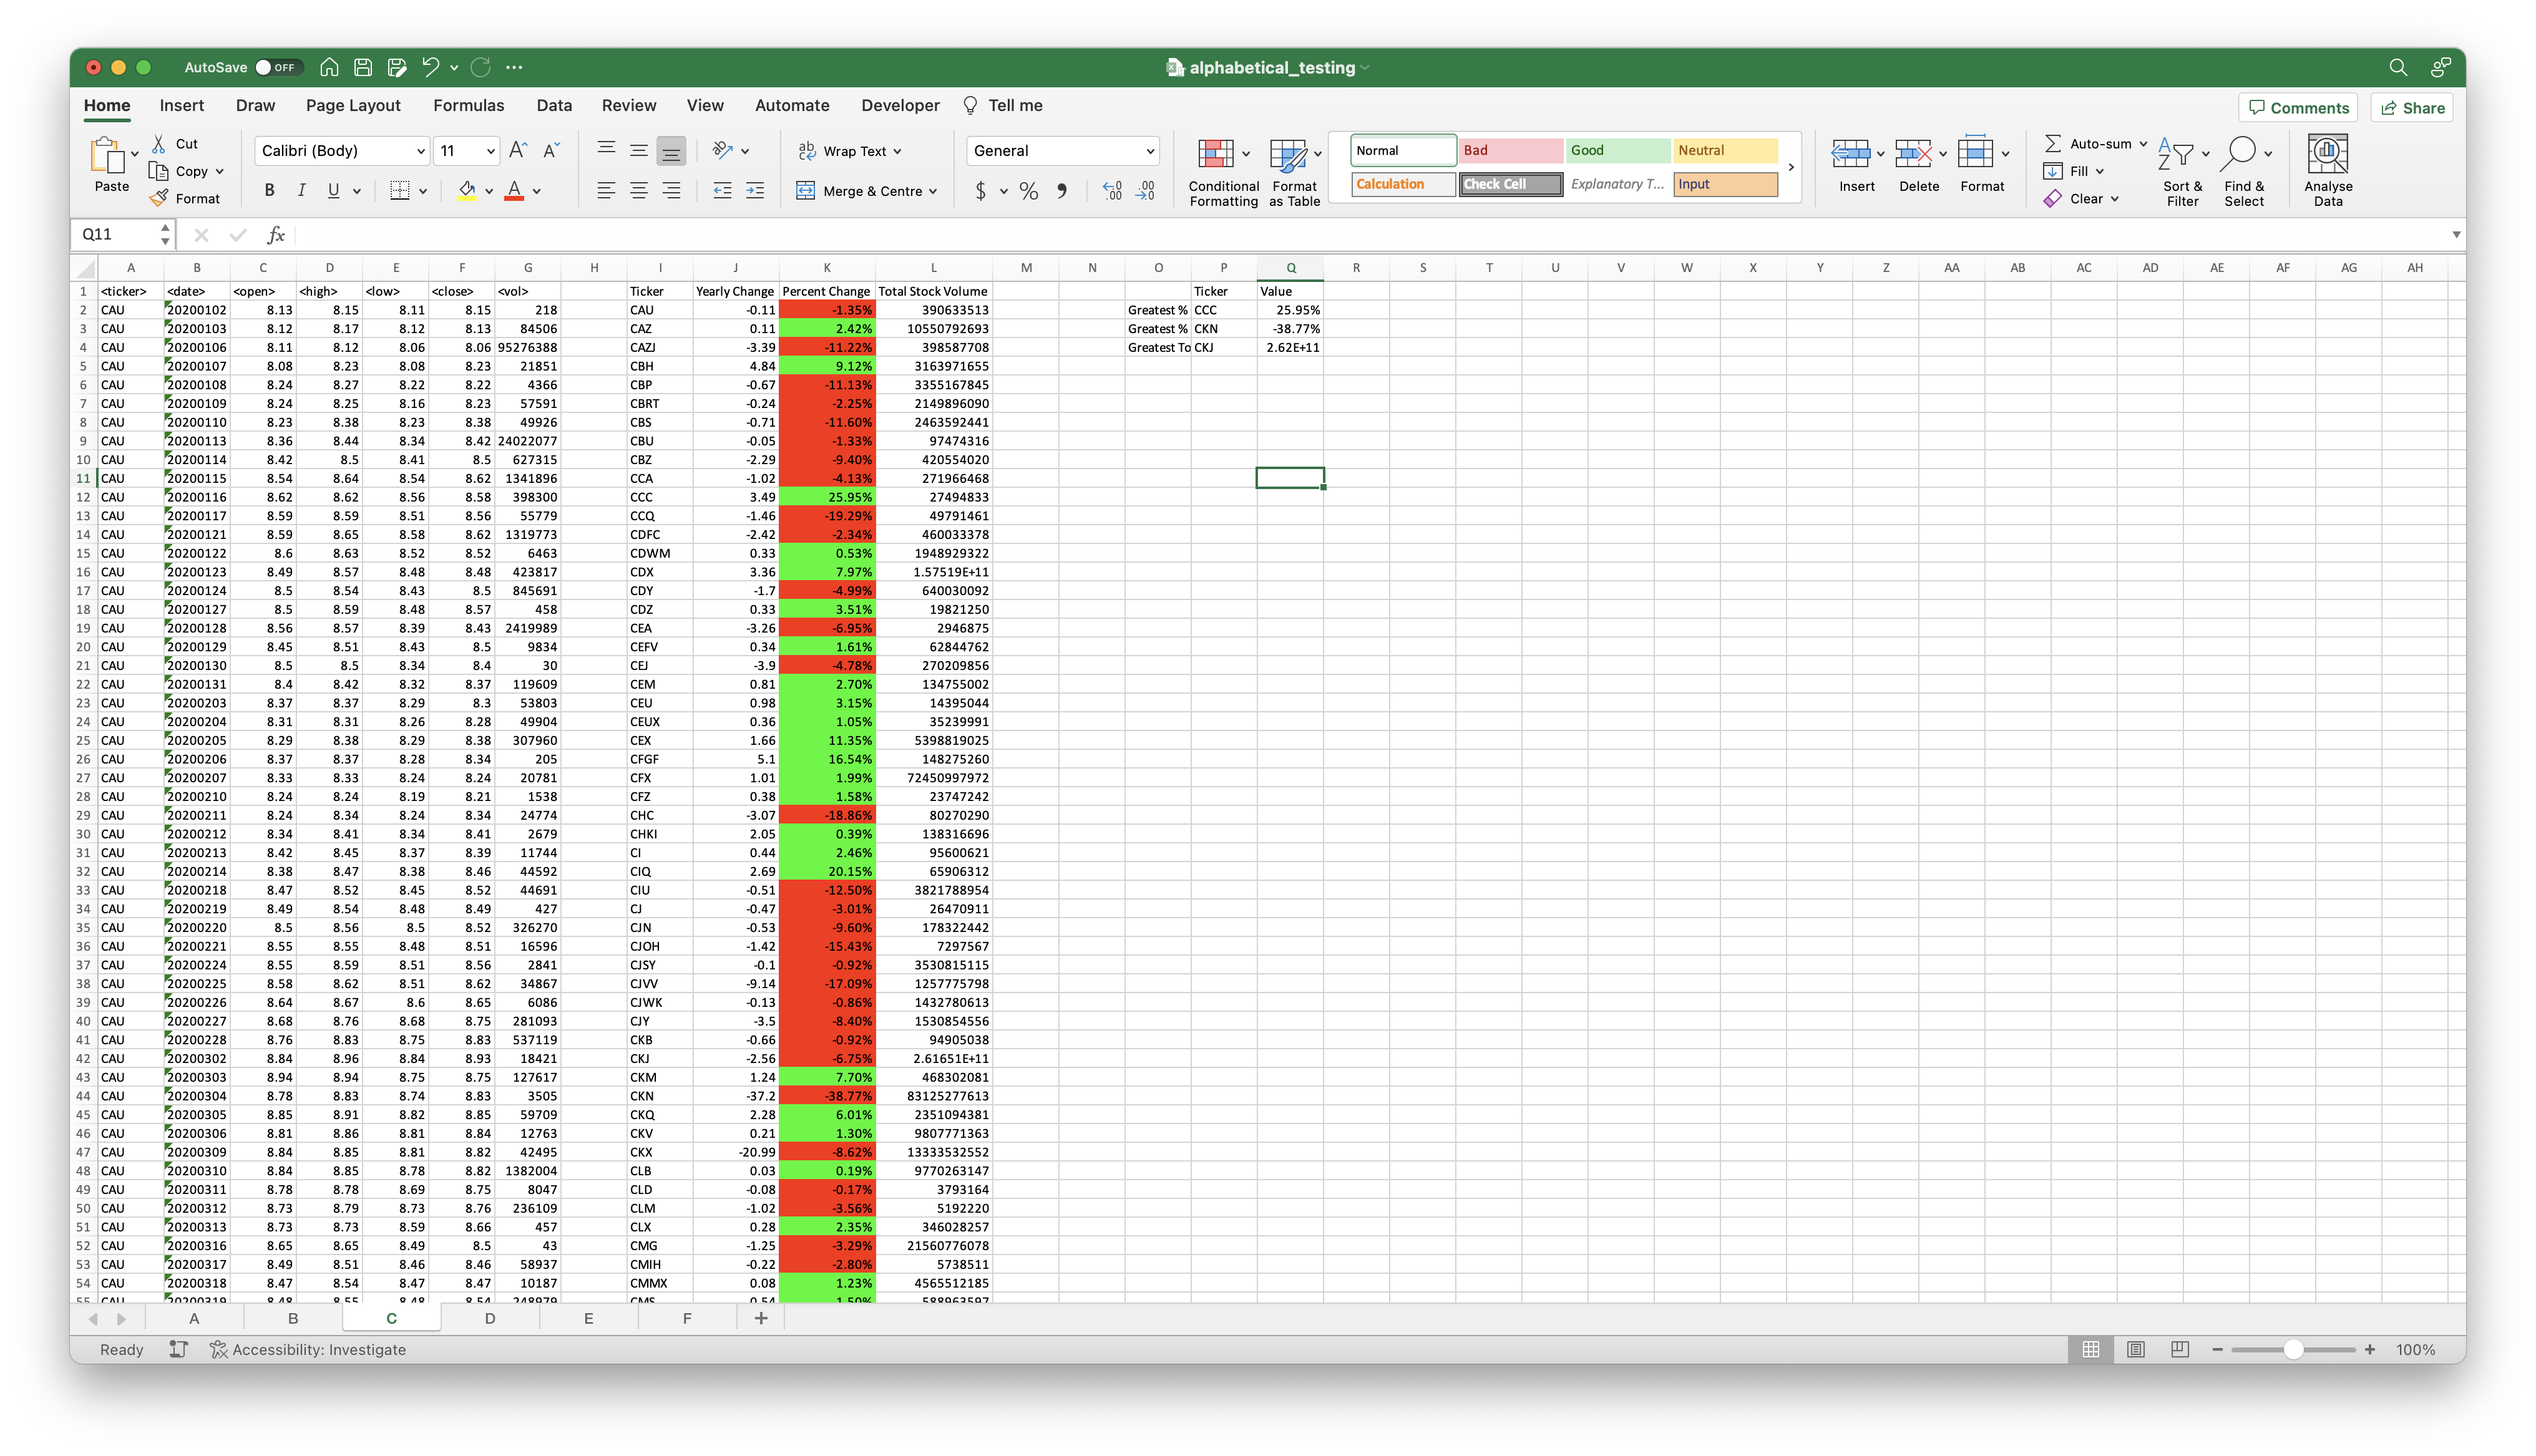 AutoSave OFF alphabetical_testing
Home Insert Draw Page Layout Formulas Data Review View Automate Developer Tell me Comments Share
Paste Cut Copy Format Calibri (Body) 11 A^ A˅ Wrap Text General Conditional Formatting Format as Table Normal Bad Good Neutral Insert Delete Format Auto-sum Fill Clear Sort & Filter Find & Select Analyse Data
B I U A Merge & Centre $ % Calculation Check Cell Explanatory T... Input
Q11 fx
A B C D E F G H I J K L M N O P Q R S T U V W X Y Z AA AB AC AD AE AF AG AH
1 <ticker> <date> <open> <high> <low> <close> <vol> Ticker Yearly Change Percent Change Total Stock Volume Ticker Value
2 CAU 20200102 8.13 8.15 8.11 8.15 218 CAU -0.11 -1.35% 390633513 Greatest % CCC 25.95%
3 CAU 20200103 8.12 8.17 8.12 8.13 84506 CAZ 0.11 2.42% 10550792693 Greatest % CKN -38.77%
4 CAU 20200106 8.11 8.12 8.06 8.06 95276388 CAZJ -3.39 -11.22% 398587708 Greatest To CKJ 2.62E+11
5 CAU 20200107 8.08 8.23 8.08 8.23 21851 CBH 4.84 9.12% 3163971655
6 CAU 20200108 8.24 8.27 8.22 8.22 4366 CBP -0.67 -11.13% 3355167845
7 CAU 20200109 8.24 8.25 8.16 8.23 57591 CBRT -0.24 -2.25% 2149896090
8 CAU 20200110 8.23 8.38 8.23 8.38 49926 CBS -0.71 -11.60% 2463592441
9 CAU 20200113 8.36 8.44 8.34 8.42 24022077 CBU -0.05 -1.33% 97474316
10 CAU 20200114 8.42 8.5 8.41 8.5 627315 CBZ -2.29 -9.40% 420554020
11 CAU 20200115 8.54 8.64 8.54 8.62 1341896 CCA -1.02 -4.13% 271966468
12 CAU 20200116 8.62 8.62 8.56 8.58 398300 CCC 3.49 25.95% 27494833
13 CAU 20200117 8.59 8.59 8.51 8.56 55779 CCQ -1.46 -19.29% 49791461
14 CAU 20200121 8.59 8.65 8.58 8.62 1319773 CDFC -2.42 -2.34% 460033378
15 CAU 20200122 8.6 8.63 8.52 8.52 6463 CDWM 0.33 0.53% 1948929322
16 CAU 20200123 8.49 8.57 8.48 8.48 423817 CDX 3.36 7.97% 1.57519E+11
17 CAU 20200124 8.5 8.54 8.43 8.5 845691 CDY -1.7 -4.99% 640030092
18 CAU 20200127 8.5 8.59 8.48 8.57 458 CDZ 0.33 3.51% 19821250
19 CAU 20200128 8.56 8.57 8.39 8.43 2419989 CEA -3.26 -6.95% 2946875
20 CAU 20200129 8.45 8.51 8.43 8.5 9834 CEFV 0.34 1.61% 62844762
21 CAU 20200130 8.5 8.5 8.34 8.4 30 CEJ -3.9 -4.78% 270209856
22 CAU 20200131 8.4 8.42 8.32 8.37 119609 CEM 0.81 2.70% 134755002
23 CAU 20200203 8.37 8.37 8.29 8.3 53803 CEU 0.98 3.15% 14395044
24 CAU 20200204 8.31 8.31 8.26 8.28 49904 CEUX 0.36 1.05% 35239991
25 CAU 20200205 8.29 8.38 8.29 8.38 307960 CEX 1.66 11.35% 5398819025
26 CAU 20200206 8.37 8.37 8.28 8.34 205 CFGF 5.1 16.54% 148275260
27 CAU 20200207 8.33 8.33 8.24 8.24 20781 CFX 1.01 1.99% 72450997972
28 CAU 20200210 8.24 8.24 8.19 8.21 1538 CFZ 0.38 1.58% 23747242
29 CAU 20200211 8.24 8.34 8.24 8.34 24774 CHC -3.07 -18.86% 80270290
30 CAU 20200212 8.34 8.41 8.34 8.41 2679 CHKI 2.05 0.39% 138316696
31 CAU 20200213 8.42 8.45 8.37 8.39 11744 CI 0.44 2.46% 95600621
32 CAU 20200214 8.38 8.47 8.38 8.46 44592 CIQ 2.69 20.15% 65906312
33 CAU 20200218 8.47 8.52 8.45 8.52 44691 CIU -0.51 -12.50% 3821788954
34 CAU 20200219 8.49 8.54 8.48 8.49 427 CJ -0.47 -3.01% 26470911
35 CAU 20200220 8.5 8.56 8.5 8.52 326270 CJN -0.53 -9.60% 178322442
36 CAU 20200221 8.55 8.55 8.48 8.51 16596 CJOH -1.42 -15.43% 7297567
37 CAU 20200224 8.55 8.59 8.51 8.56 2841 CJSY -0.1 -0.92% 3530815115
38 CAU 20200225 8.58 8.62 8.51 8.62 34867 CJVV -9.14 -17.09% 1257775798
39 CAU 20200226 8.64 8.67 8.6 8.65 6086 CJWK -0.13 -0.86% 1432780613
40 CAU 20200227 8.68 8.76 8.68 8.75 281093 CJY -3.5 -8.40% 1530854556
41 CAU 20200228 8.76 8.83 8.75 8.83 537119 CKB -0.66 -0.92% 94905038
42 CAU 20200302 8.84 8.96 8.84 8.93 18421 CKJ -2.56 -6.75% 2.61651E+11
43 CAU 20200303 8.94 8.94 8.75 8.75 127617 CKM 1.24 7.70% 468302081
44 CAU 20200304 8.78 8.83 8.74 8.83 3505 CKN -37.2 -38.77% 83125277613
45 CAU 20200305 8.85 8.91 8.82 8.85 59709 CKQ 2.28 6.01% 2351094381
46 CAU 20200306 8.81 8.86 8.81 8.84 12763 CKV 0.21 1.30% 9807771363
47 CAU 20200309 8.84 8.85 8.81 8.82 42495 CKX -20.99 -8.62% 13333532552
48 CAU 20200310 8.84 8.85 8.78 8.82 1382004 CLB 0.03 0.19% 9770263147
49 CAU 20200311 8.78 8.78 8.69 8.75 8047 CLD -0.08 -0.17% 3793164
50 CAU 20200312 8.73 8.79 8.73 8.76 236109 CLM -1.02 -3.56% 5192220
51 CAU 20200313 8.73 8.73 8.59 8.66 457 CLX 0.28 2.35% 346028257
52 CAU 20200316 8.65 8.65 8.49 8.5 43 CMG -1.25 -3.29% 21560776078
53 CAU 20200317 8.49 8.51 8.46 8.46 58937 CMIH -0.22 -2.80% 5738511
54 CAU 20200318 8.47 8.54 8.47 8.47 10187 CMMX 0.08 1.23% 4565512185
55 CAU 20200319 8.48 8.55 8.48 8.54 248979 CMS 0.54 1.50% 588963597
A B C D E F +
Ready Accessibility: Investigate 100%